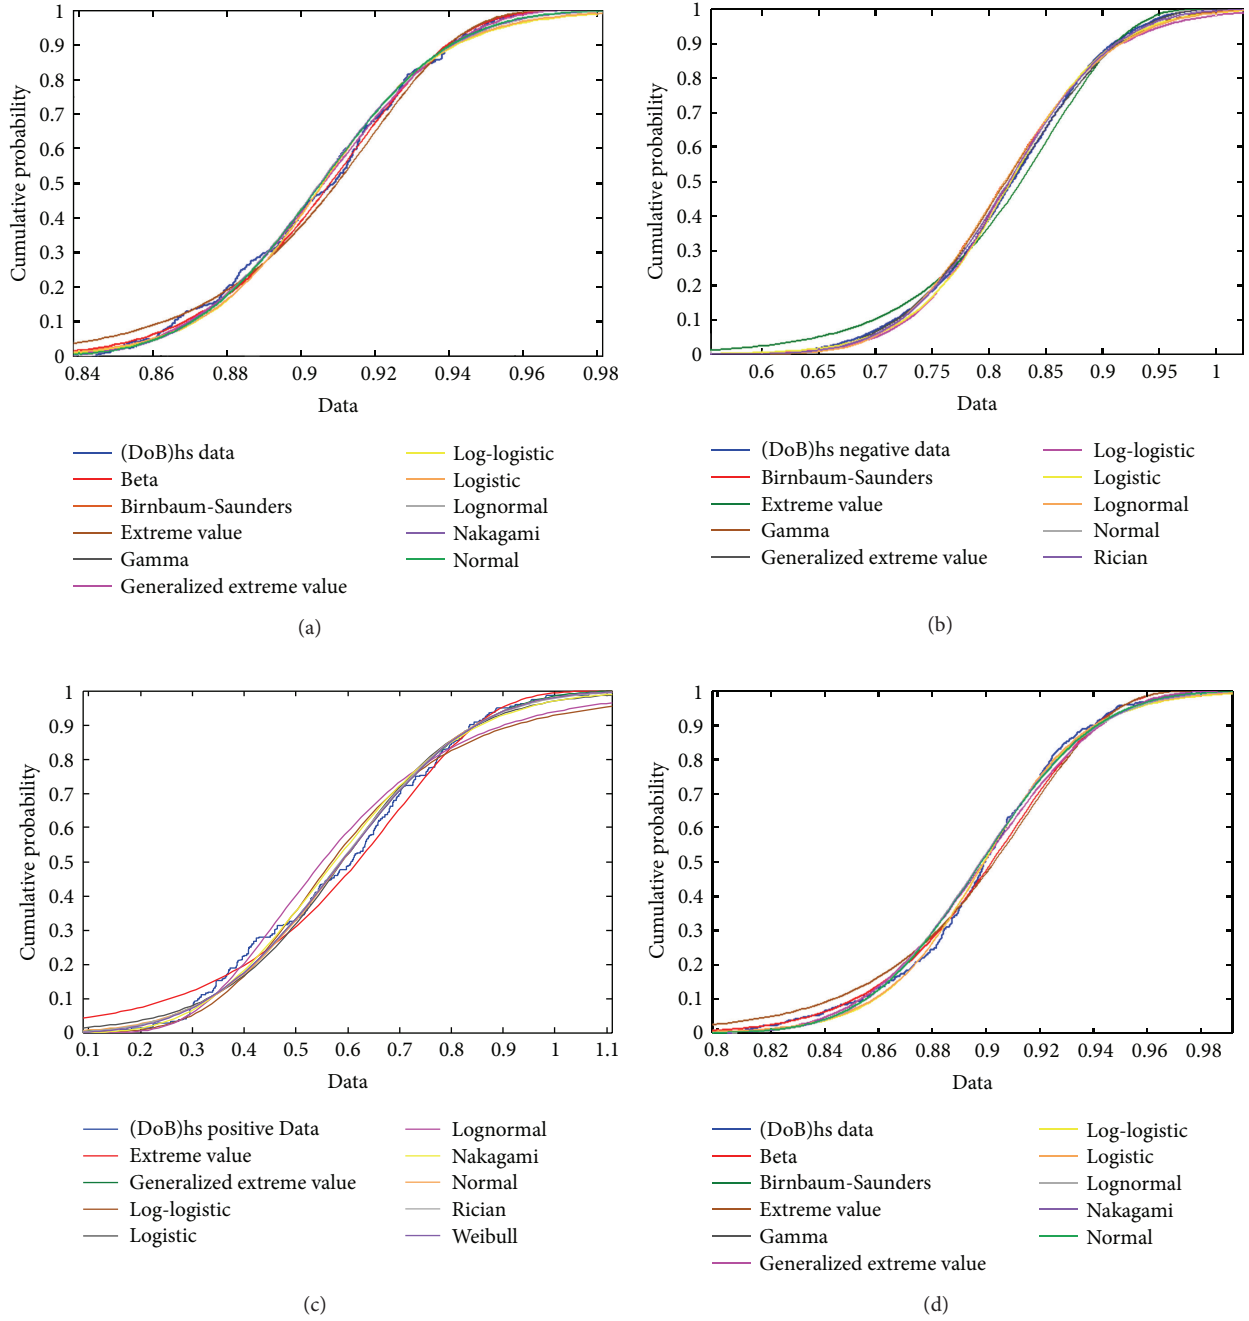 1
0.9
0.8
0.7
0.6
0.5
0.4
0.3
0.2
0.1
0
Cumulative probability
0.84 0.86 0.88 0.9 0.92 0.94 0.96 0.98
Data
(DoB)hs data
Beta
Birnbaum-Saunders
Extreme value
Gamma
Generalized extreme value
Log-logistic
Logistic
Lognormal
Nakagami
Normal
(a)
1
0.9
0.8
0.7
0.6
0.5
0.4
0.3
0.2
0.1
0
Cumulative probability
0.6 0.65 0.7 0.75 0.8 0.85 0.9 0.95 1
Data
(DoB)hs negative data
Birnbaum-Saunders
Extreme value
Gamma
Generalized extreme value
Log-logistic
Logistic
Lognormal
Normal
Rician
(b)
1
0.9
0.8
0.7
0.6
0.5
0.4
0.3
0.2
0.1
0
Cumulative probability
0.1 0.2 0.3 0.4 0.5 0.6 0.7 0.8 0.9 1 1.1
Data
(DoB)hs positive Data
Extreme value
Generalized extreme value
Log-logistic
Logistic
Lognormal
Nakagami
Normal
Rician
Weibull
(c)
1
0.9
0.8
0.7
0.6
0.5
0.4
0.3
0.2
0.1
0
Cumulative probability
0.8 0.82 0.84 0.86 0.88 0.9 0.92 0.94 0.96 0.98
Data
(DoB)hs data
Beta
Birnbaum-Saunders
Extreme value
Gamma
Generalized extreme value
Log-logistic
Logistic
Lognormal
Nakagami
Normal
(d)